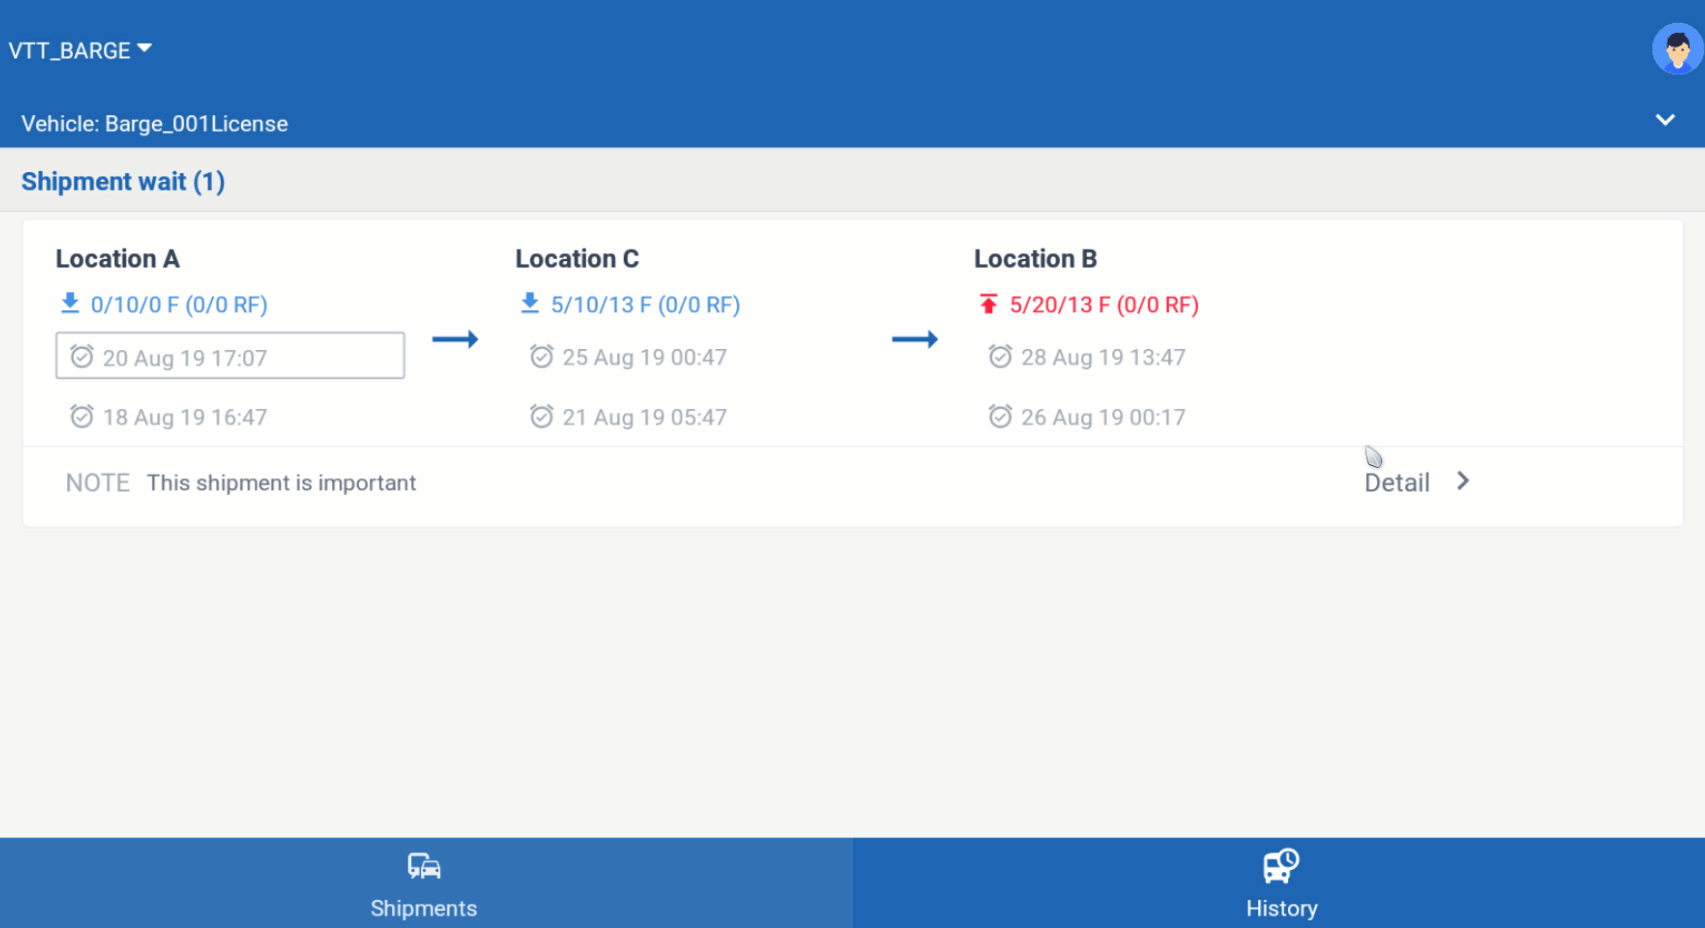 VTT_BARGE
Vehicle: Barge_001License
Shipment wait (1)
Location A
0/10/0 F (0/0 RF)
20 Aug 19 17:07
18 Aug 19 16:47
Location C
5/10/13 F (0/0 RF)
25 Aug 19 00:47
21 Aug 19 05:47
Location B
5/20/13 F (0/0 RF)
28 Aug 19 13:47
26 Aug 19 00:17
NOTE This shipment is important
Detail
Shipments
History